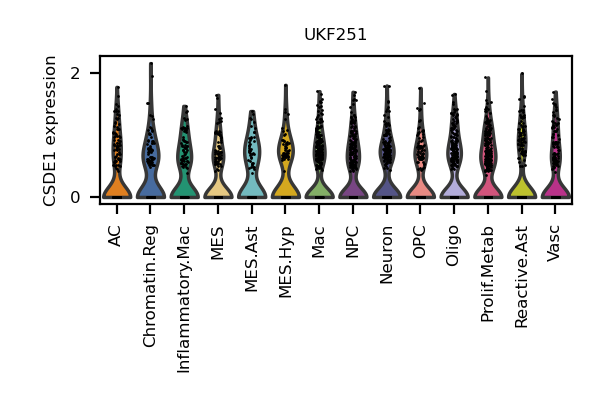 UKF251
CSDE1 expression
2
0
AC
Chromatin.Reg
Inflammatory.Mac
MES
MES.Ast
MES.Hyp
Mac
NPC
Neuron
OPC
Oligo
Prolif.Metab
Reactive.Ast
Vasc